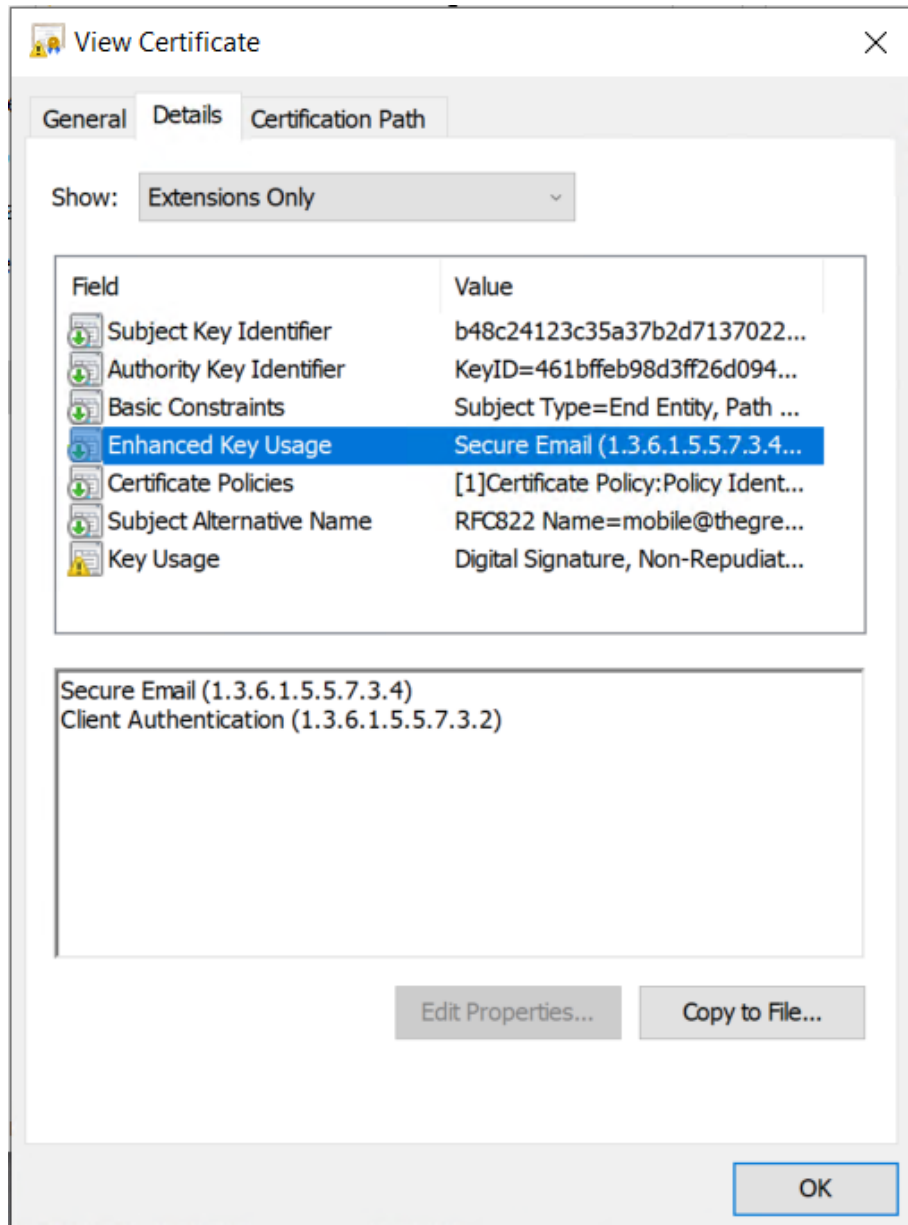 View Certificate
General Details Certification Path
Show: Extensions Only
Field Value
Subject Key Identifier b48c24123c35a37b2d7137022...
Authority Key Identifier KeyID=461bffeb98d3ff26d094...
Basic Constraints Subject Type=End Entity, Path ...
Enhanced Key Usage Secure Email (1.3.6.1.5.5.7.3.4...
Certificate Policies [1]Certificate Policy:Policy Ident...
Subject Alternative Name RFC822 Name=mobile@thegre...
Key Usage Digital Signature, Non-Repudiat...
Secure Email (1.3.6.1.5.5.7.3.4)
Client Authentication (1.3.6.1.5.5.7.3.2)
Edit Properties... Copy to File...
OK